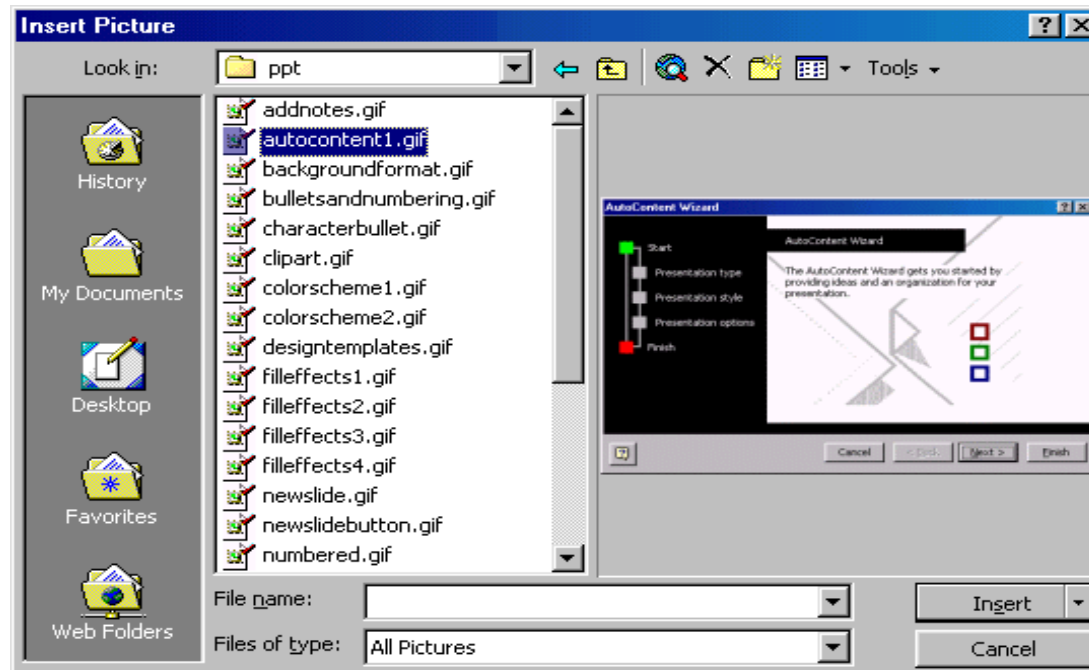 Insert Picture
Look in:
ppt
Tools
History
My Documents
Desktop
Favorites
Web Folders
addnotes.gif
autocontent1.gif
backgroundformat.gif
bulletsandnumbering.gif
characterbullet.gif
clipart.gif
colorscheme1.gif
colorscheme2.gif
designtemplates.gif
filleffects1.gif
filleffects2.gif
filleffects3.gif
filleffects4.gif
newslide.gif
newslidebutton.gif
numbered.gif
AutoContent Wizard
Start
Presentation type
Presentation style
Presentation options
Finish
AutoContent Wizard
The AutoContent Wizard gets you started by
providing ideas and an organization for your
presentation.
Cancel
< Back
Next >
Finish
File name:
Insert
Files of type:
All Pictures
Cancel